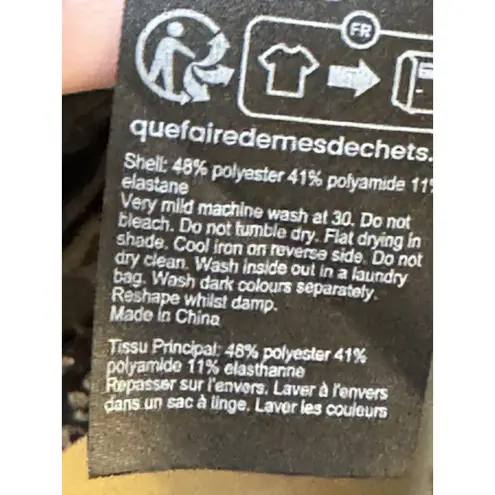 FR
quefairedemesdechets.
Shell: 48% polyester 41% polyamide 11%
elastane
Very mild machine wash at 30. Do not
bleach. Do not tumble dry. Flat drying in
shade. Cool iron on reverse side. Do not
dry clean. Wash inside out in a laundry
bag. Wash dark colours separately.
Reshape whilst damp.
Made in China
Tissu Principal: 48% polyester 41%
polyamide 11% elasthanne
Repasser sur l'envers. Laver à l'envers
dans un sac à linge. Laver les couleurs